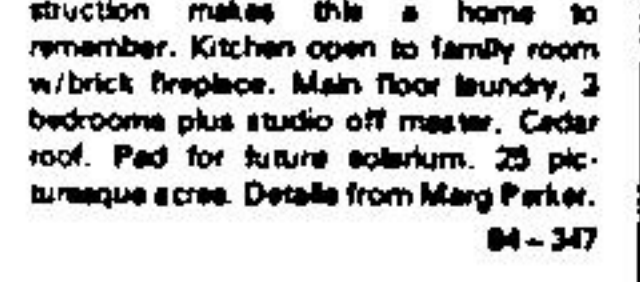 struction makes this a home to
remember. Kitchen open to family room
w/brick fireplace. Main floor laundry, 3
bedrooms plus studio off master. Cedar
roof. Pad for future solarium. 25 pic-
turesque acres. Details from Marg Parker.
84-347